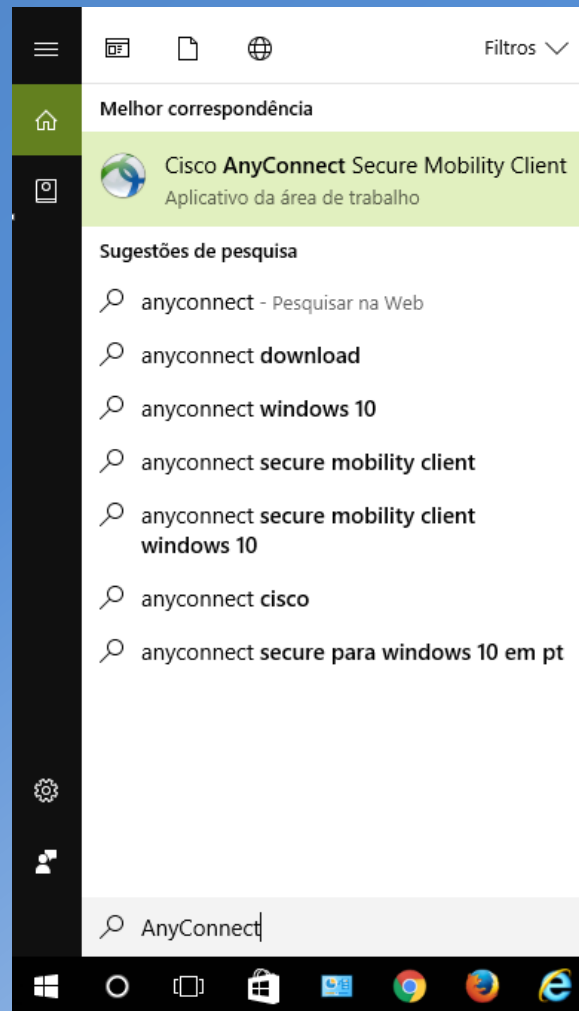 Filtros
Melhor correspondência
Cisco AnyConnect Secure Mobility Client
Aplicativo da área de trabalho
Sugestões de pesquisa
anyconnect - Pesquisar na Web
anyconnect download
anyconnect windows 10
anyconnect secure mobility client
anyconnect secure mobility client
windows 10
anyconnect cisco
anyconnect secure para windows 10 em pt
AnyConnect